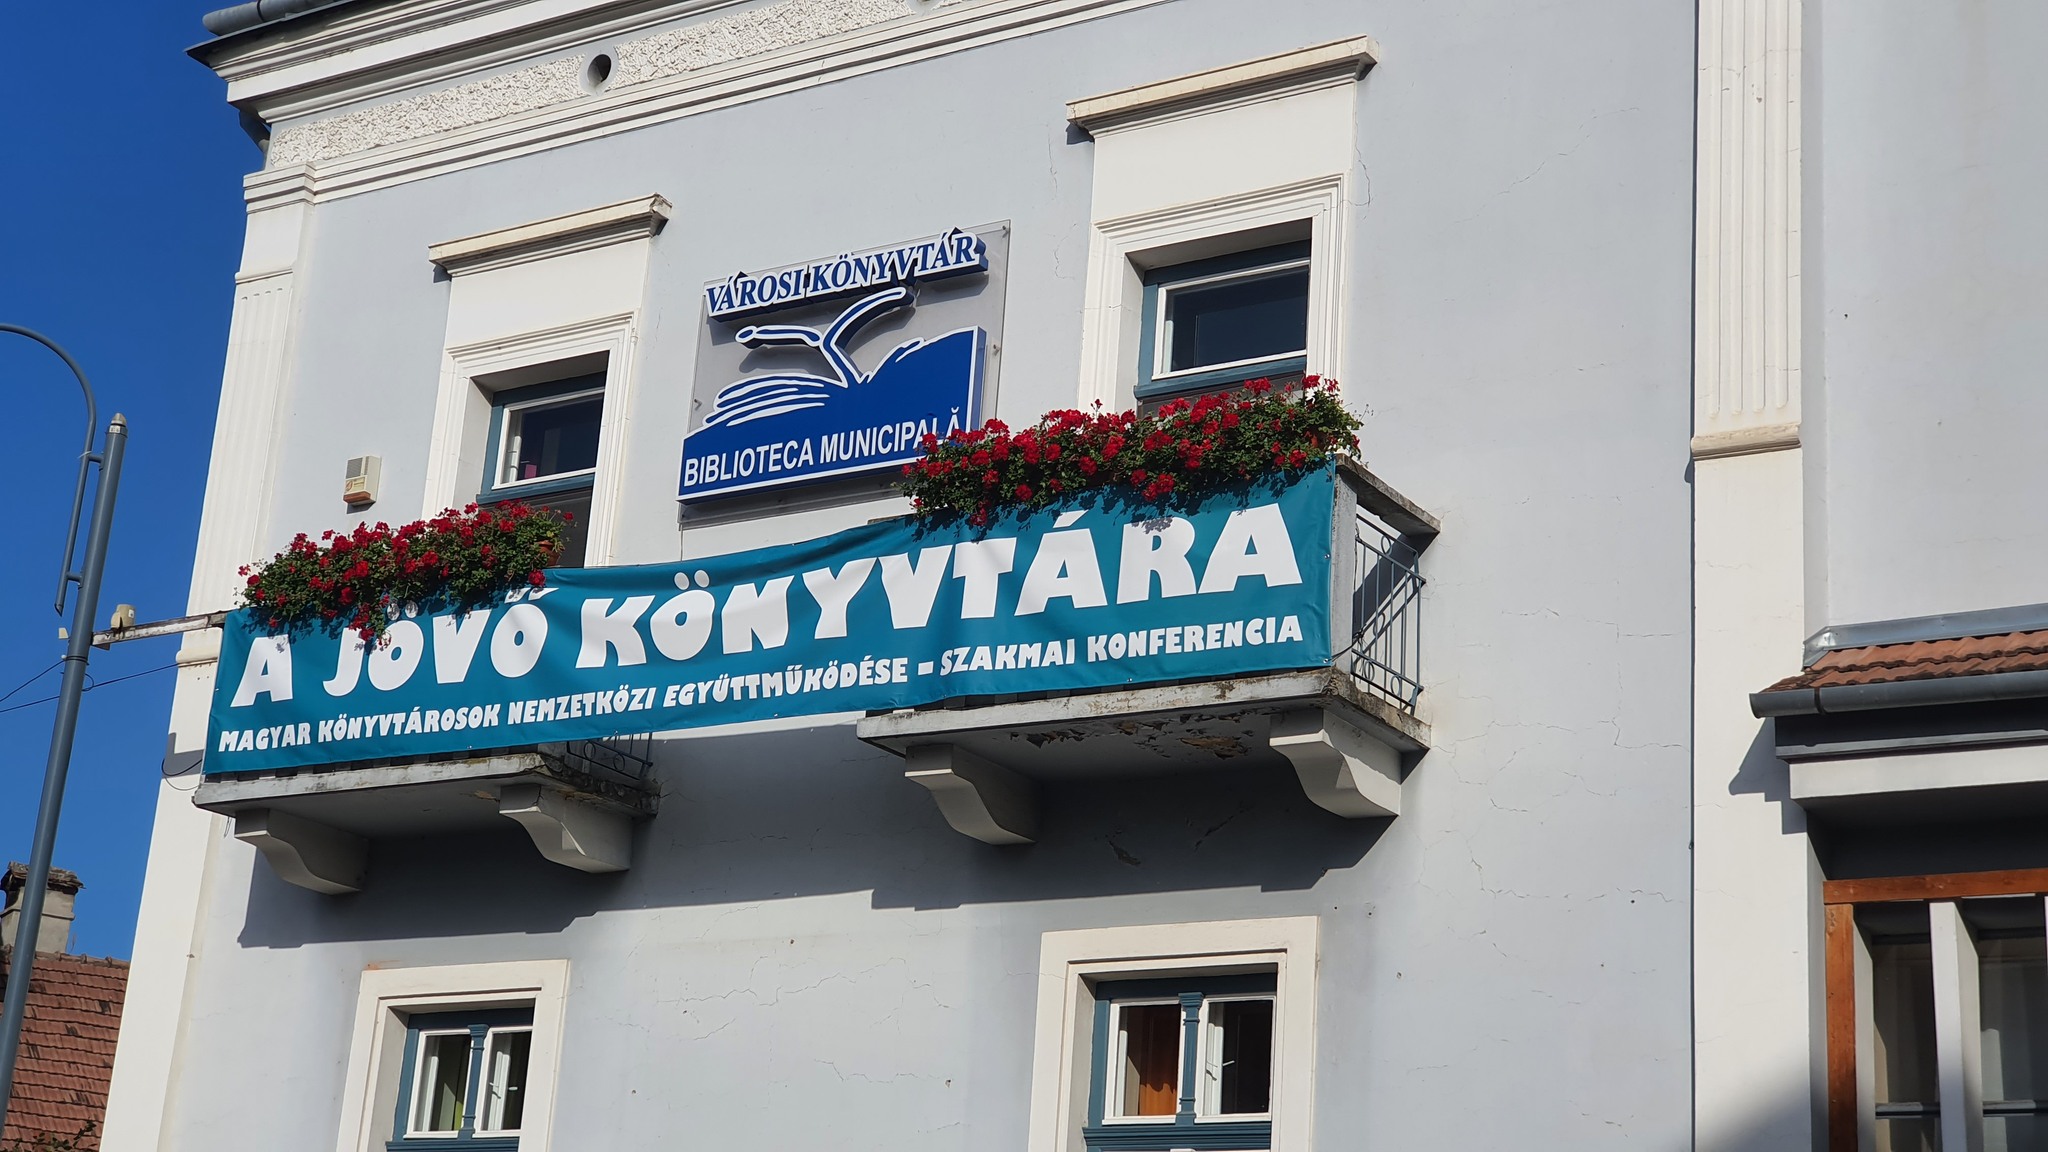 VÁROSI KÖNYVTÁR
BIBLIOTECA MUNICIPALĂ
A JÖVŐ KÖNYVTÁRA
MAGYAR KÖNYVTÁROSOK NEMZETKÖZI EGYÜTTMŰKÖDÉSE - SZAKMAI KONFERENCIA